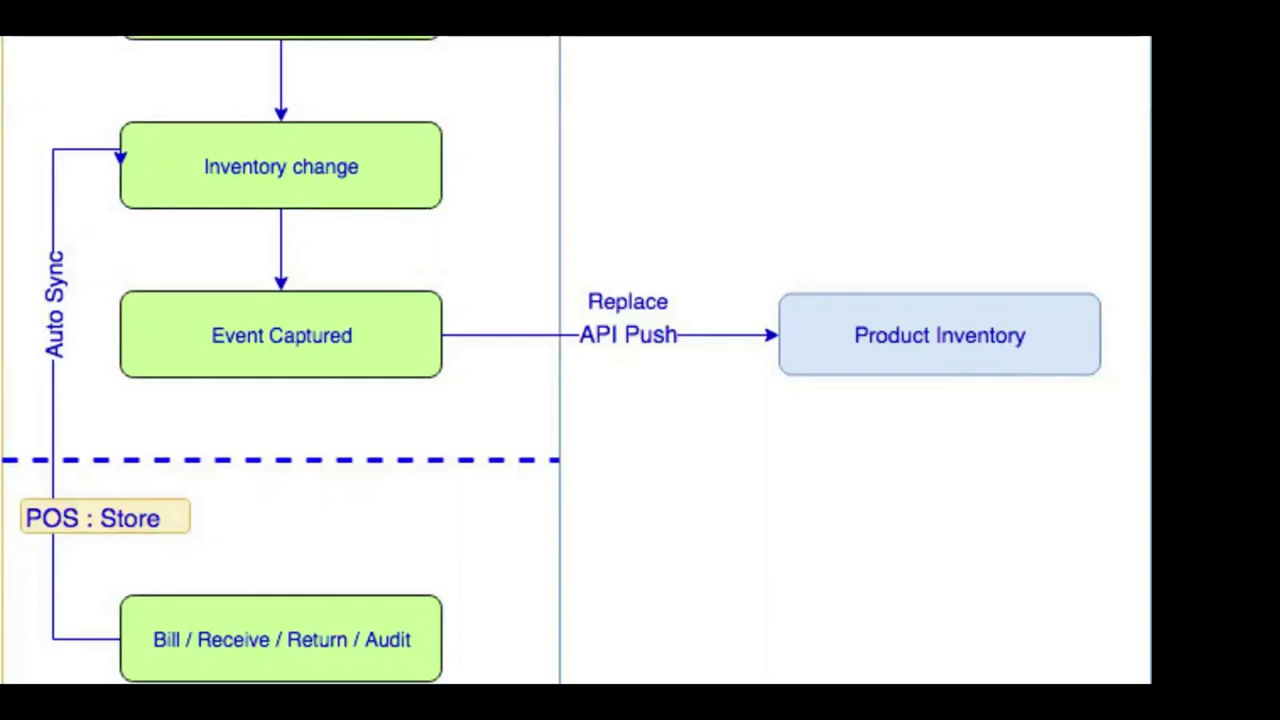 Inventory change
Auto Sync
Event Captured
Replace
API Push
Product Inventory
POS : Store
Bill / Receive / Return / Audit